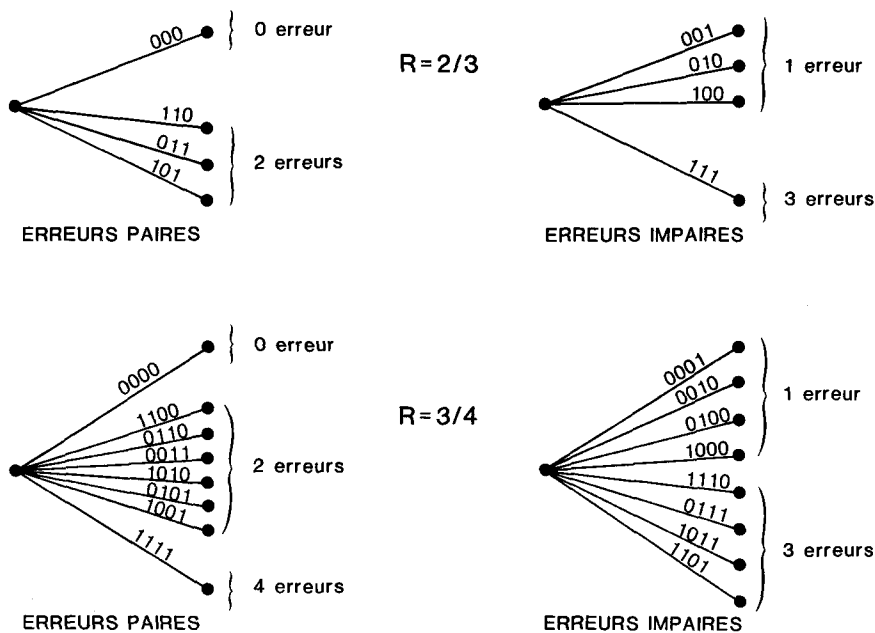 000
0 erreur
110
011
101
2 erreurs
ERREURS PAIRES
R=2/3
001
010
100
1 erreur
111
3 erreurs
ERREURS IMPAIRES
0000
0 erreur
1100
0110
0011
1010
0101
1001
2 erreurs
1111
4 erreurs
ERREURS PAIRES
R=3/4
0001
0010
0100
1000
1 erreur
1110
0111
1011
1101
3 erreurs
ERREURS IMPAIRES